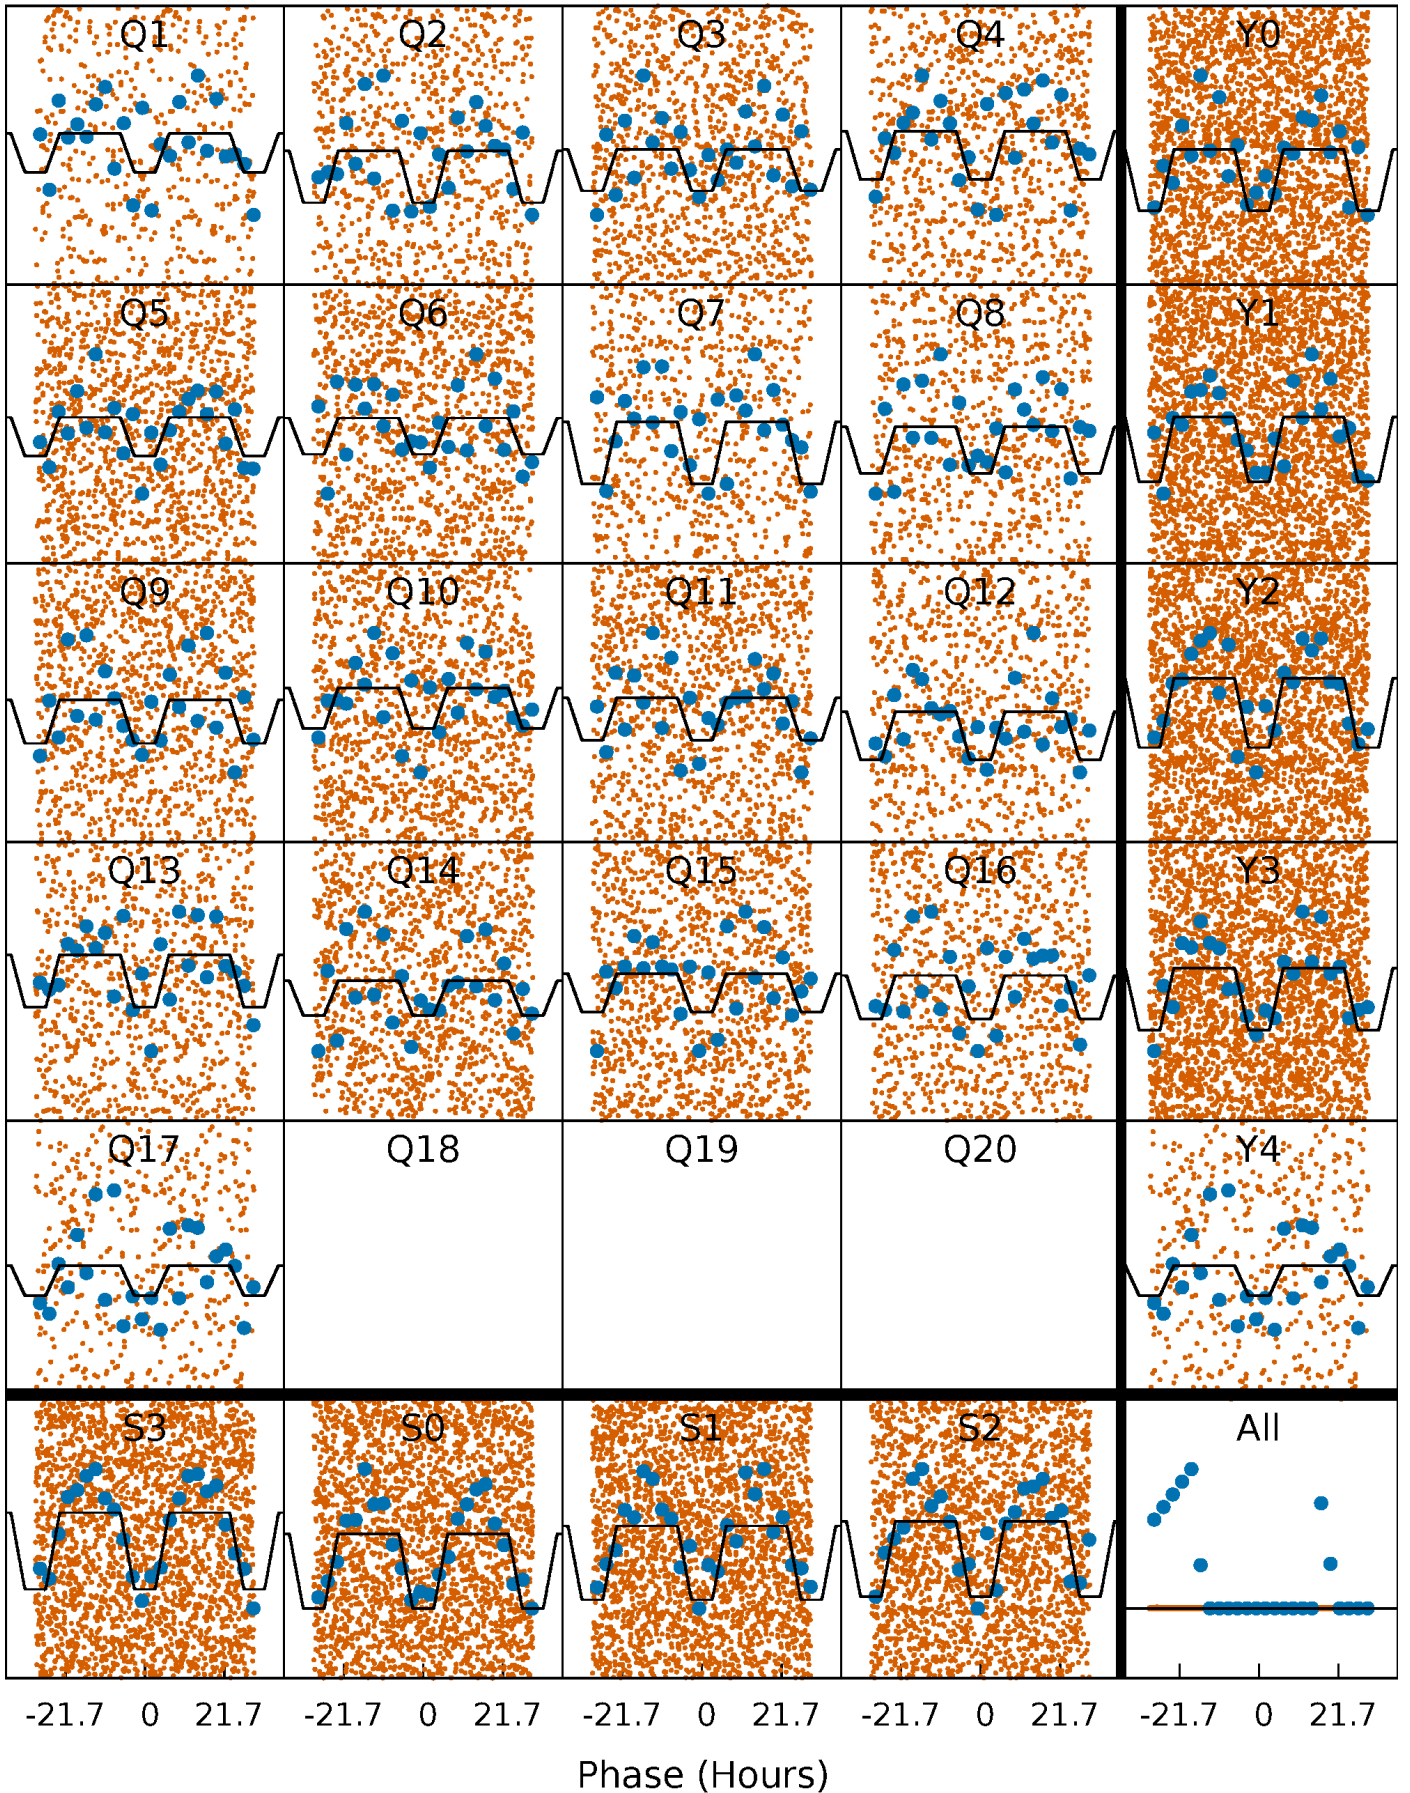 Q1 Q2 Q3 Q4 Y0
Q5 Q6 Q7 Q8 Y1
Q9 Q10 Q11 Q12 Y2
Q13 Q14 Q15 Q16 Y3
Q17 Q18 Q19 Q20 Y4
S3 S0 S1 S2 All
-21.7 0 21.7 -21.7 0 21.7 -21.7 0 21.7 -21.7 0 21.7 -21.7 0 21.7
Phase (Hours)